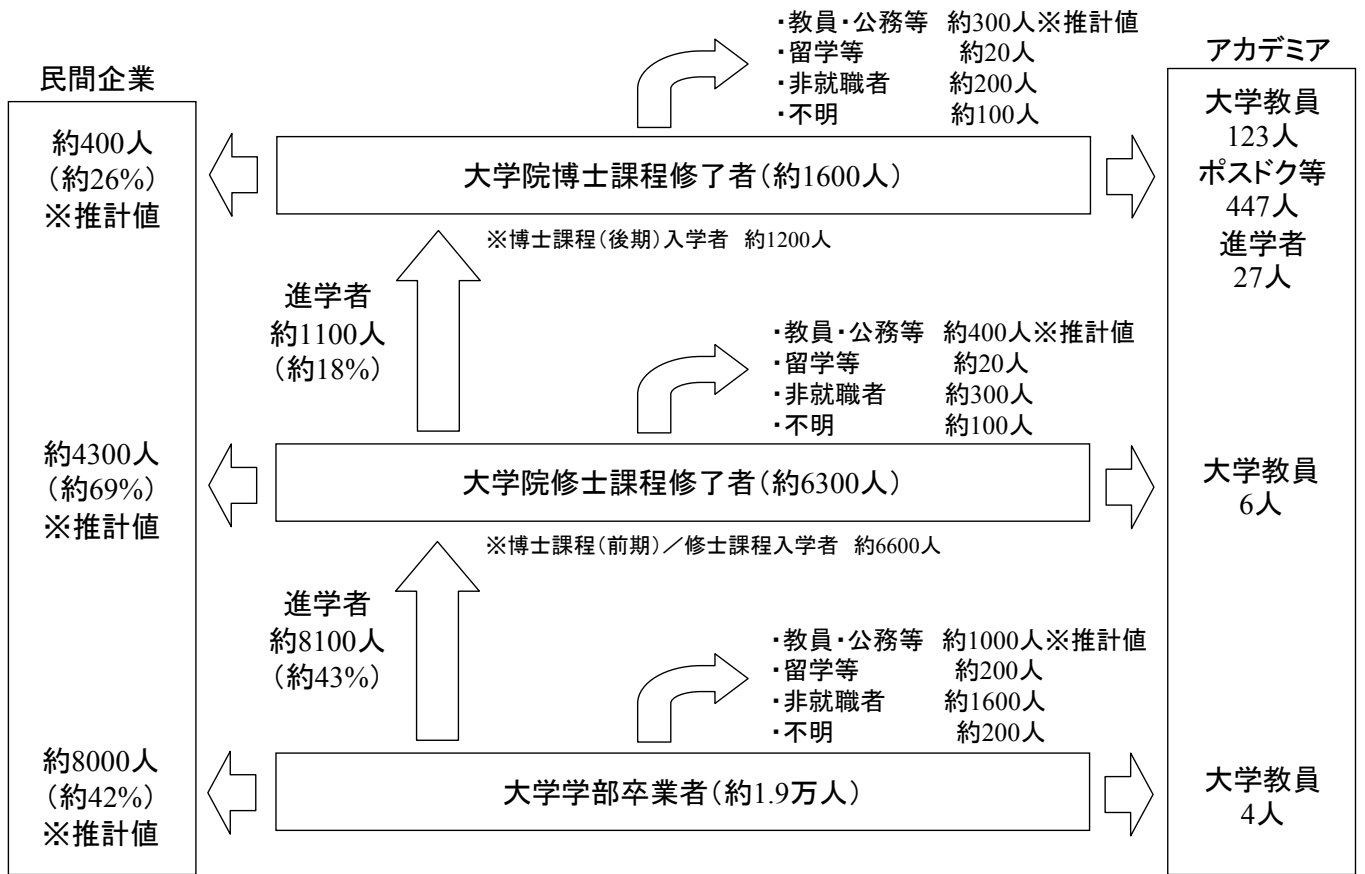 ・教員・公務等 約300人※推計値
・留学等 約20人
・非就職者 約200人
・不明 約100人
民間企業
アカデミア
約400人
（約26%）
※推計値
大学院博士課程修了者（約1600人）
大学教員
123人
ポスドク等
447人
進学者
27人
※博士課程（後期）入学者 約1200人
進学者
約1100人
（約18%）
・教員・公務等 約400人※推計値
・留学等 約20人
・非就職者 約300人
・不明 約100人
約4300人
（約69%）
※推計値
大学院修士課程修了者（約6300人）
大学教員
6人
※博士課程（前期）／修士課程入学者 約6600人
進学者
約8100人
（約43%）
・教員・公務等 約1000人※推計値
・留学等 約200人
・非就職者 約1600人
・不明 約200人
約8000人
（約42%）
※推計値
大学学部卒業者（約1.9万人）
大学教員
4人